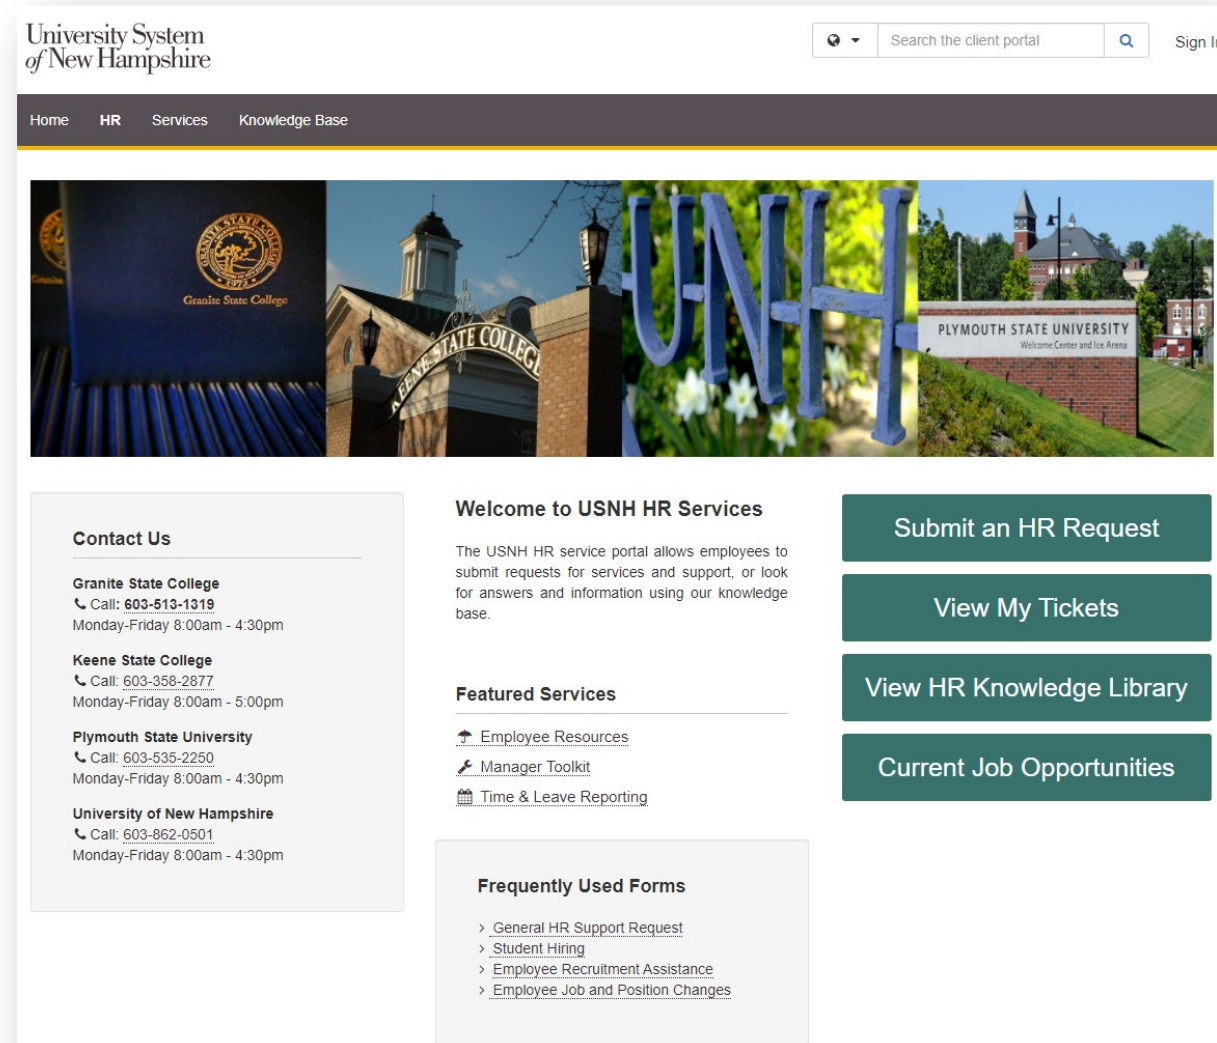 University System
of New Hampshire
Search the client portal
Sign I
Home HR Services Knowledge Base
GRANITE STATE COLLEGE
1972
Granite State College
KEENE STATE COLLEGE
UNH
PLYMOUTH STATE UNIVERSITY
Welcome Center and Ice Arena
Contact Us
Granite State College
Call: 603-513-1319
Monday-Friday 8:00am - 4:30pm
Keene State College
Call: 603-358-2877
Monday-Friday 8:00am - 5:00pm
Plymouth State University
Call: 603-535-2250
Monday-Friday 8:00am - 4:30pm
University of New Hampshire
Call: 603-862-0501
Monday-Friday 8:00am - 4:30pm
Welcome to USNH HR Services
The USNH HR service portal allows employees to
submit requests for services and support, or look
for answers and information using our knowledge
base.
Featured Services
Employee Resources
Manager Toolkit
Time & Leave Reporting
Frequently Used Forms
> General HR Support Request
> Student Hiring
> Employee Recruitment Assistance
> Employee Job and Position Changes
Submit an HR Request
View My Tickets
View HR Knowledge Library
Current Job Opportunities